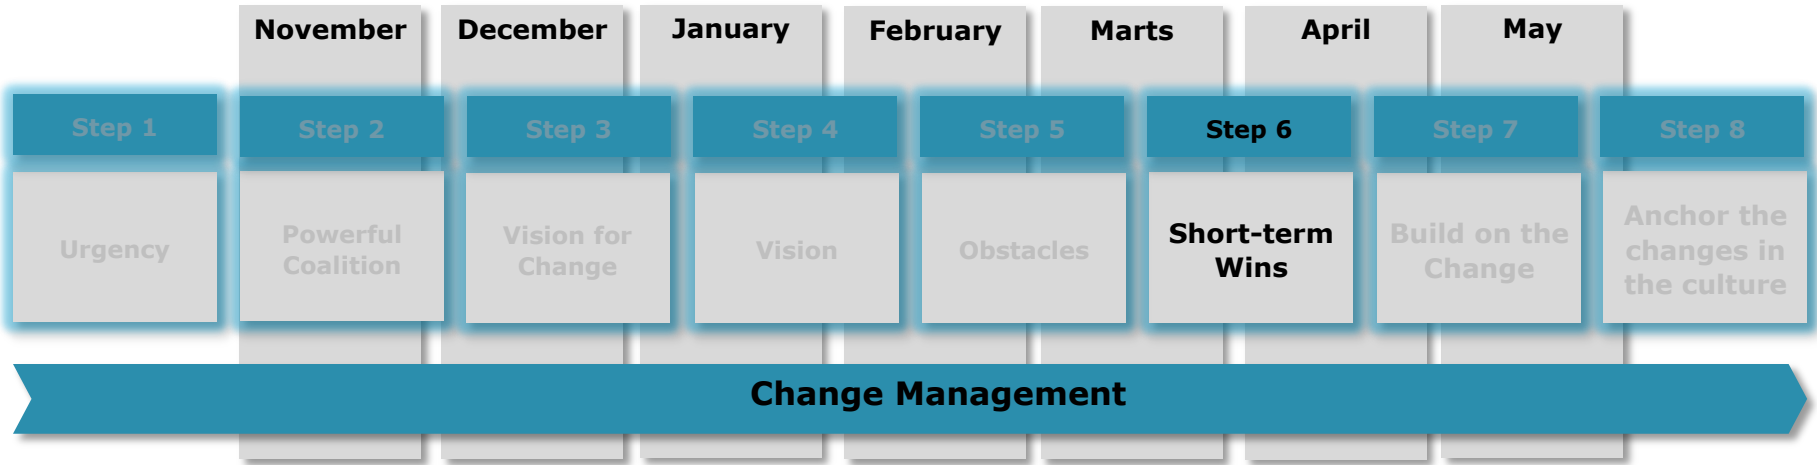 November
December
January
February
Marts
April
May
Step 1
Step 2
Step 3
Step 4
Step 5
Step 6
Step 7
Step 8
Urgency
Powerful
Coalition
Vision for
Change
Vision
Obstacles
Short-term
Wins
Build on the
Change
Anchor the
changes in
the culture
Change Management